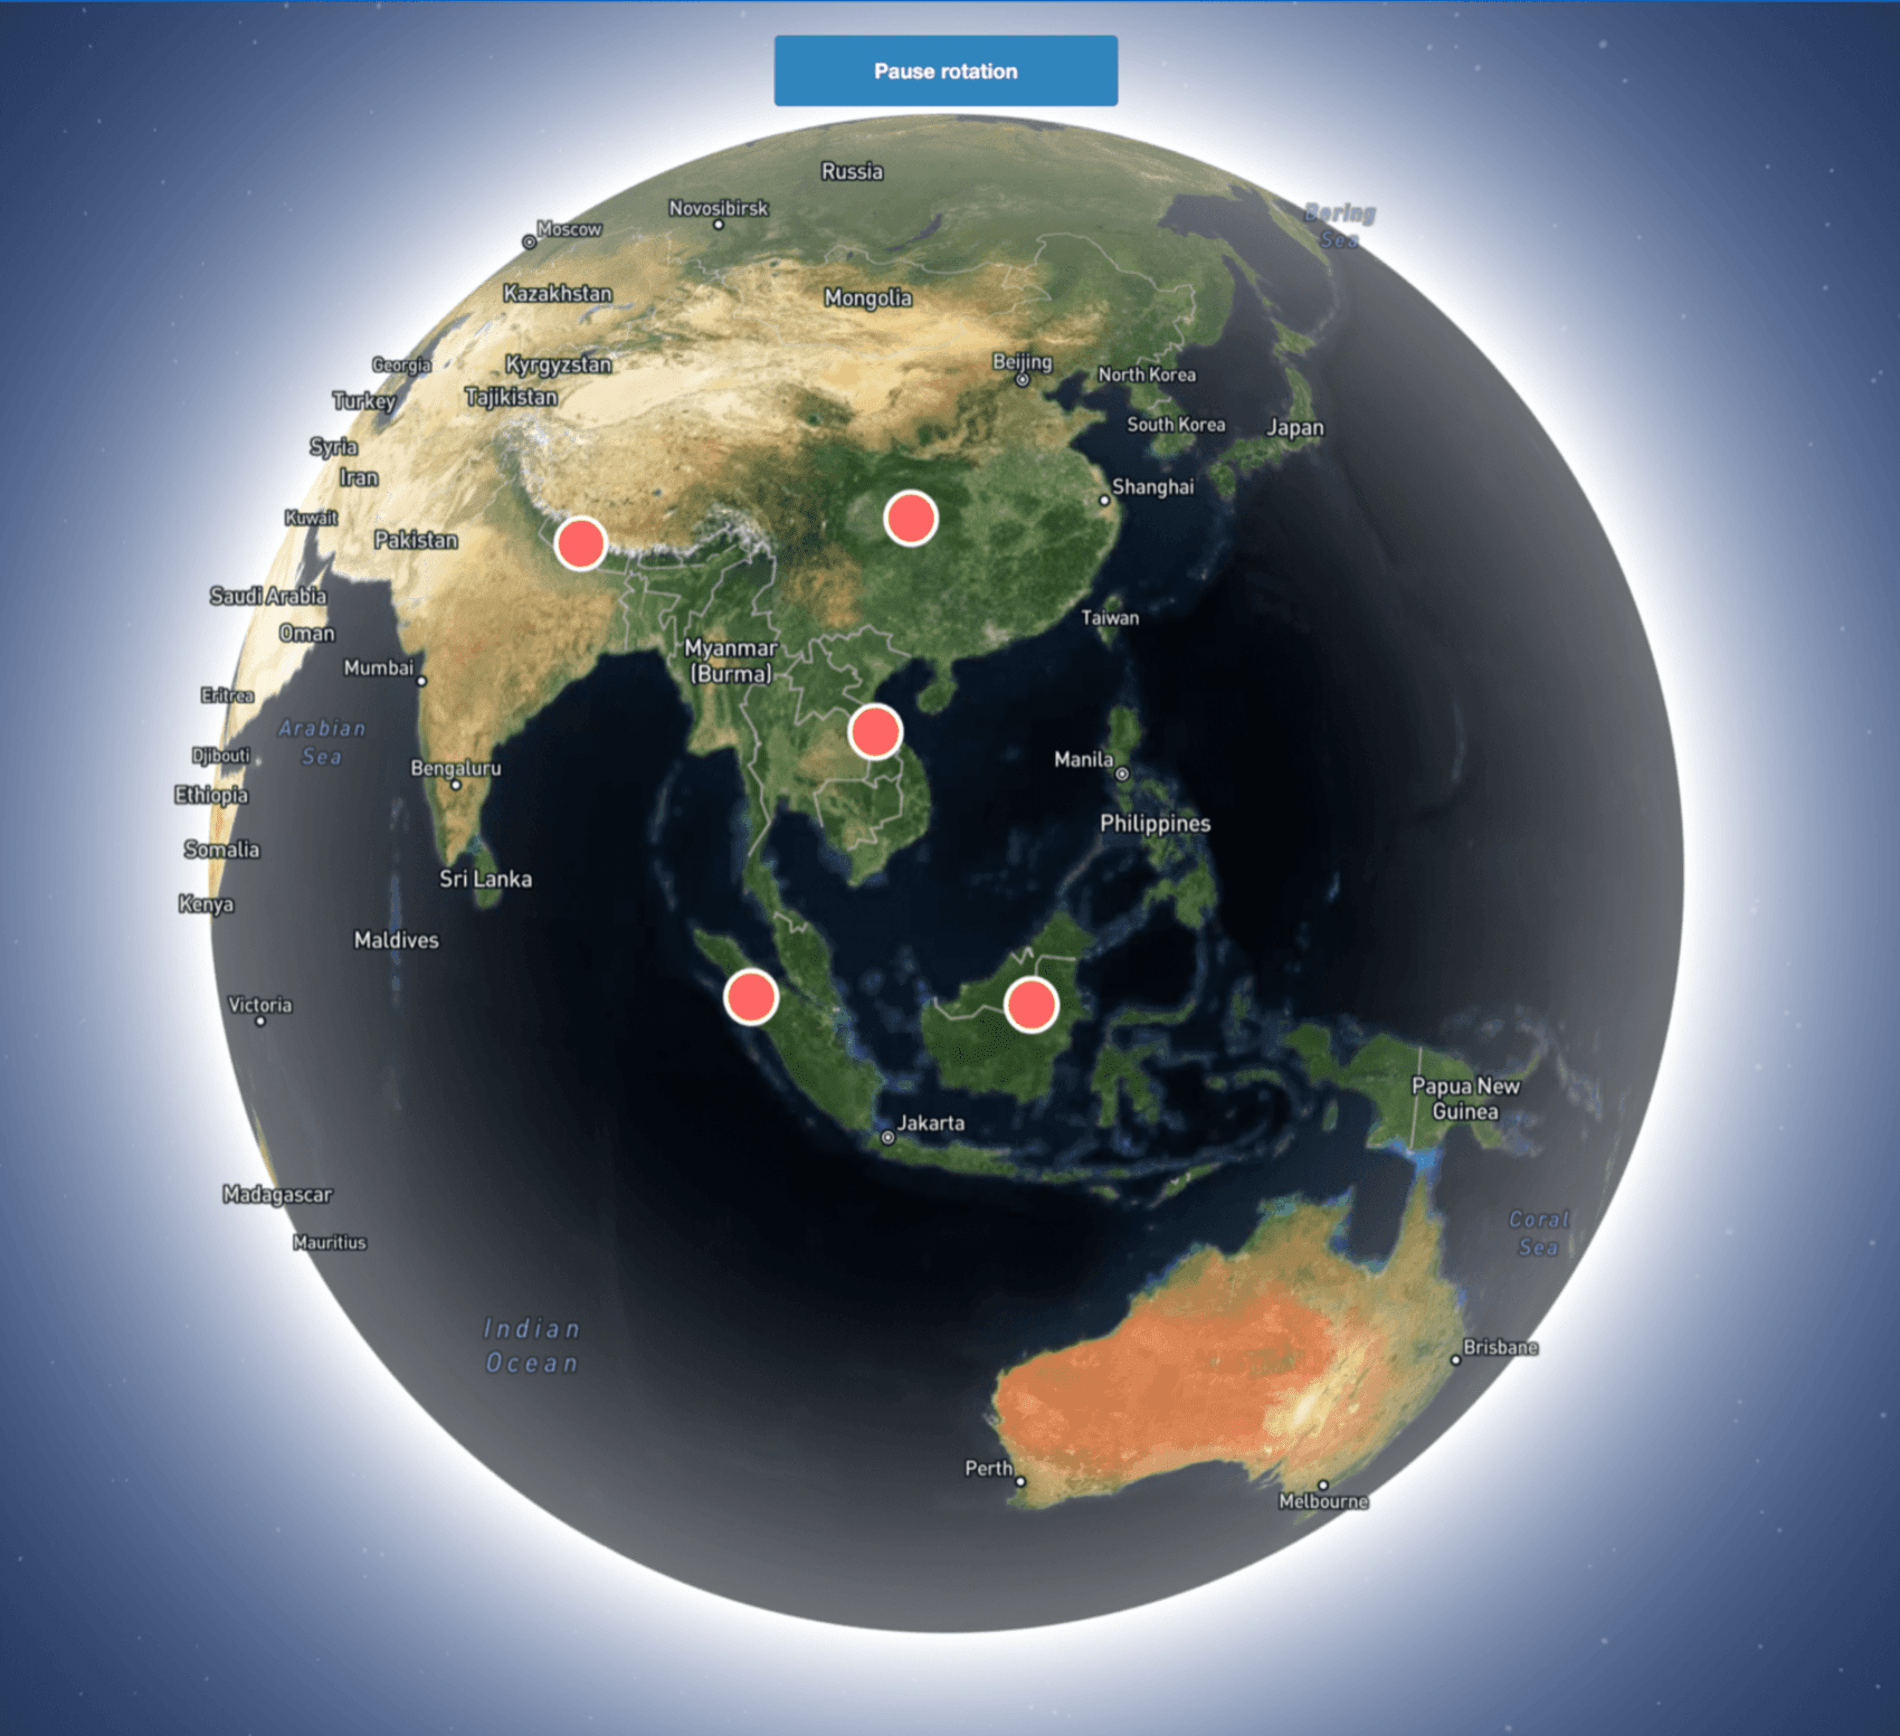 Pause rotation
Russia
Bering
Sea
Novosibirsk
Moscow
Kazakhstan
Mongolia
Georgia
Kyrgyzstan
Beijing
North Korea
Turkey
Tajikistan
South Korea
Japan
Syria
Iran
Shanghai
Kuwait
Pakistan
Saudi Arabia
Taiwan
Oman
Myanmar
(Burma)
Mumbai
Eritrea
Arabian
Sea
Djibouti
Bengaluru
Manila
Ethiopia
Philippines
Somalia
Sri Lanka
Kenya
Maldives
Victoria
Papua New
Guinea
Jakarta
Madagascar
Coral
Sea
Mauritius
Indian
Ocean
Brisbane
Perth
Melbourne